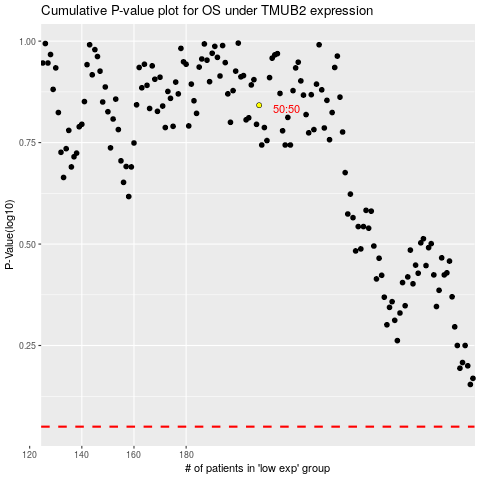 Cumulative P-value plot for OS under TMUB2 expression
P-Value(log10)
1.00
0.75
0.50
0.25
50:50
120 140 160 180
# of patients in 'low exp' group